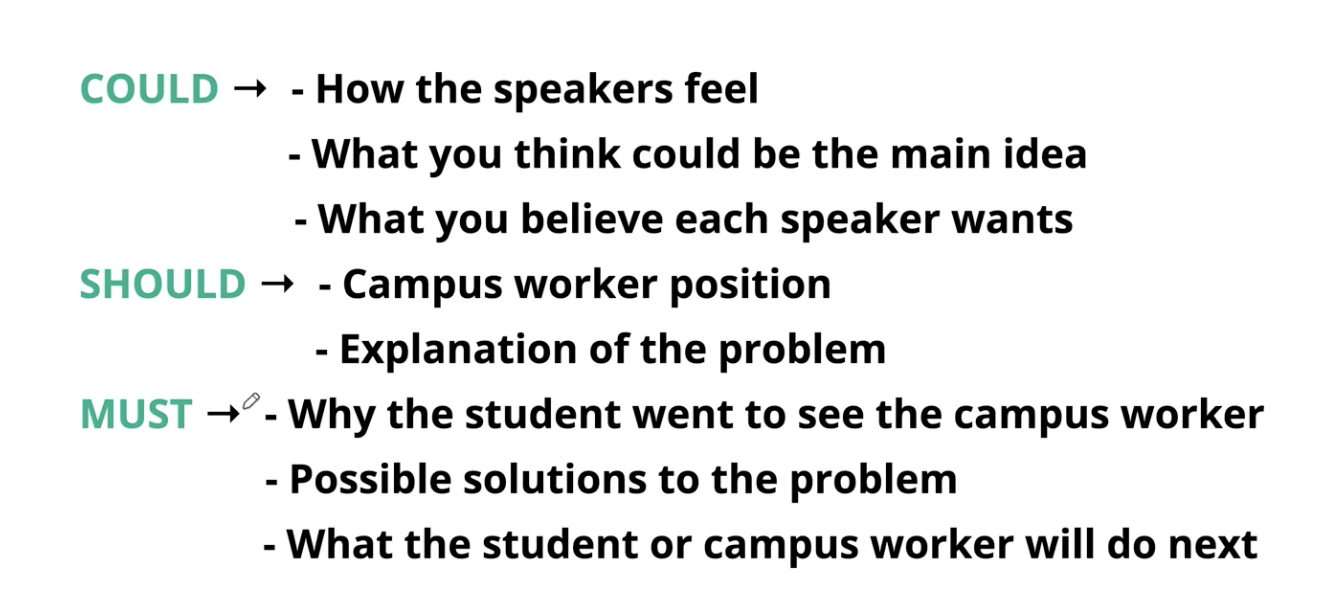 COULD → - How the speakers feel
- What you think could be the main idea
- What you believe each speaker wants
SHOULD → - Campus worker position
- Explanation of the problem
MUST → - Why the student went to see the campus worker
- Possible solutions to the problem
- What the student or campus worker will do next